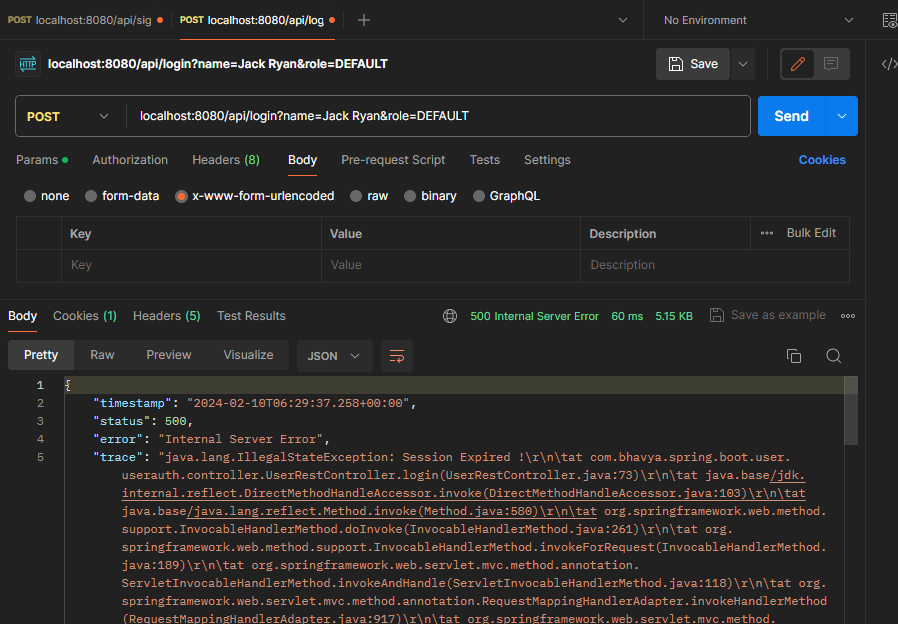 POST localhost:8080/api/sig POST localhost:8080/api/log No Environment
HTTP localhost:8080/api/login?name=Jack Ryan&role=DEFAULT Save </>
POST localhost:8080/api/login?name=Jack Ryan&role=DEFAULT Send
Params Authorization Headers (8) Body Pre-request Script Tests Settings Cookies
none form-data x-www-form-urlencoded raw binary GraphQL
Key Value Description Bulk Edit
Key Value Description
Body Cookies (1) Headers (5) Test Results 500 Internal Server Error 60 ms 5.15 KB Save as example
Pretty Raw Preview Visualize JSON
1 {
2 "timestamp": "2024-02-10T06:29:37.258+00:00",
3 "status": 500,
4 "error": "Internal Server Error",
5 "trace": "java.lang.IllegalStateException: Session Expired !\r\n\tat com.bhavya.spring.boot.user.
userauth.controller.UserRestController.login(UserRestController.java:73)\r\n\tat java.base/jdk.
internal.reflect.DirectMethodHandleAccessor.invoke(DirectMethodHandleAccessor.java:103)\r\n\tat
java.base/java.lang.reflect.Method.invoke(Method.java:580)\r\n\tat org.springframework.web.method.
support.InvocableHandlerMethod.doInvoke(InvocableHandlerMethod.java:261)\r\n\tat org.
springframework.web.method.support.InvocableHandlerMethod.invokeForRequest(InvocableHandlerMethod.
java:189)\r\n\tat org.springframework.web.servlet.mvc.method.annotation.
ServletInvocableHandlerMethod.invokeAndHandle(ServletInvocableHandlerMethod.java:118)\r\n\tat org.
springframework.web.servlet.mvc.method.annotation.RequestMappingHandlerAdapter.invokeHandlerMethod
(RequestMappingHandlerAdapter.java:917)\r\n\tat org.springframework.web.servlet.mvc.method.